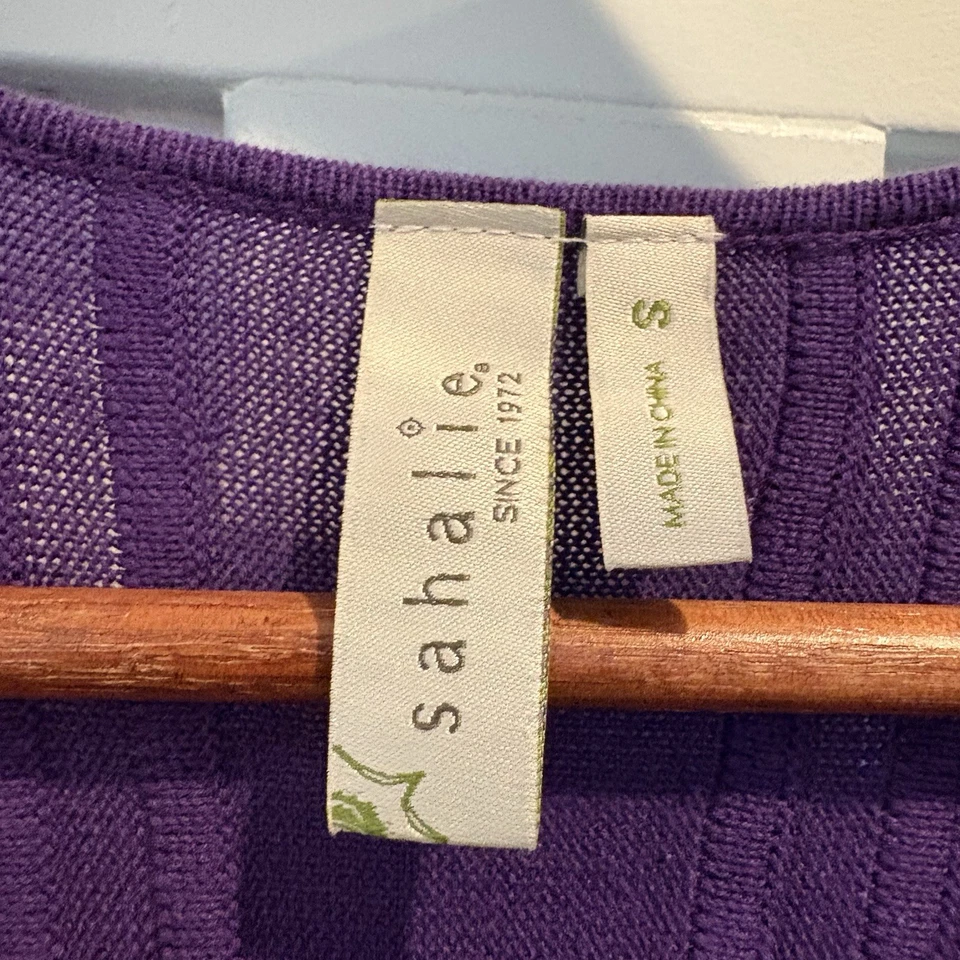 sahalie®
SINCE 1972
S
MADE IN CHINA